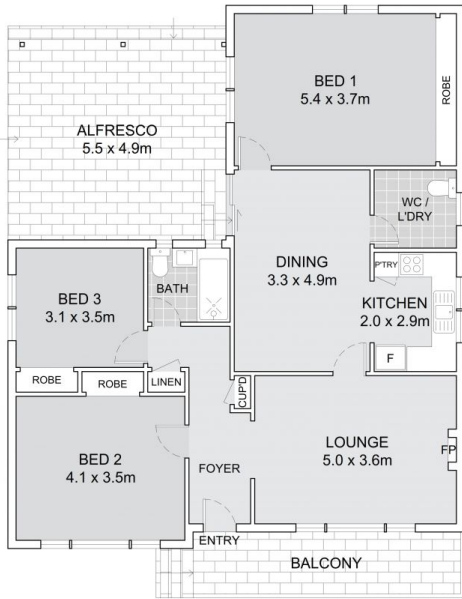 BED 1
5.4 x 3.7m
ROBE
ALFRESCO
5.5 x 4.9m
WC /
L'DRY
DINING
3.3 x 4.9m
P'TRY
KITCHEN
2.0 x 2.9m
F
BATH
BED 3
3.1 x 3.5m
ROBE
ROBE
LINEN
CUP'D
BED 2
4.1 x 3.5m
FOYER
LOUNGE
5.0 x 3.6m
FP
ENTRY
BALCONY